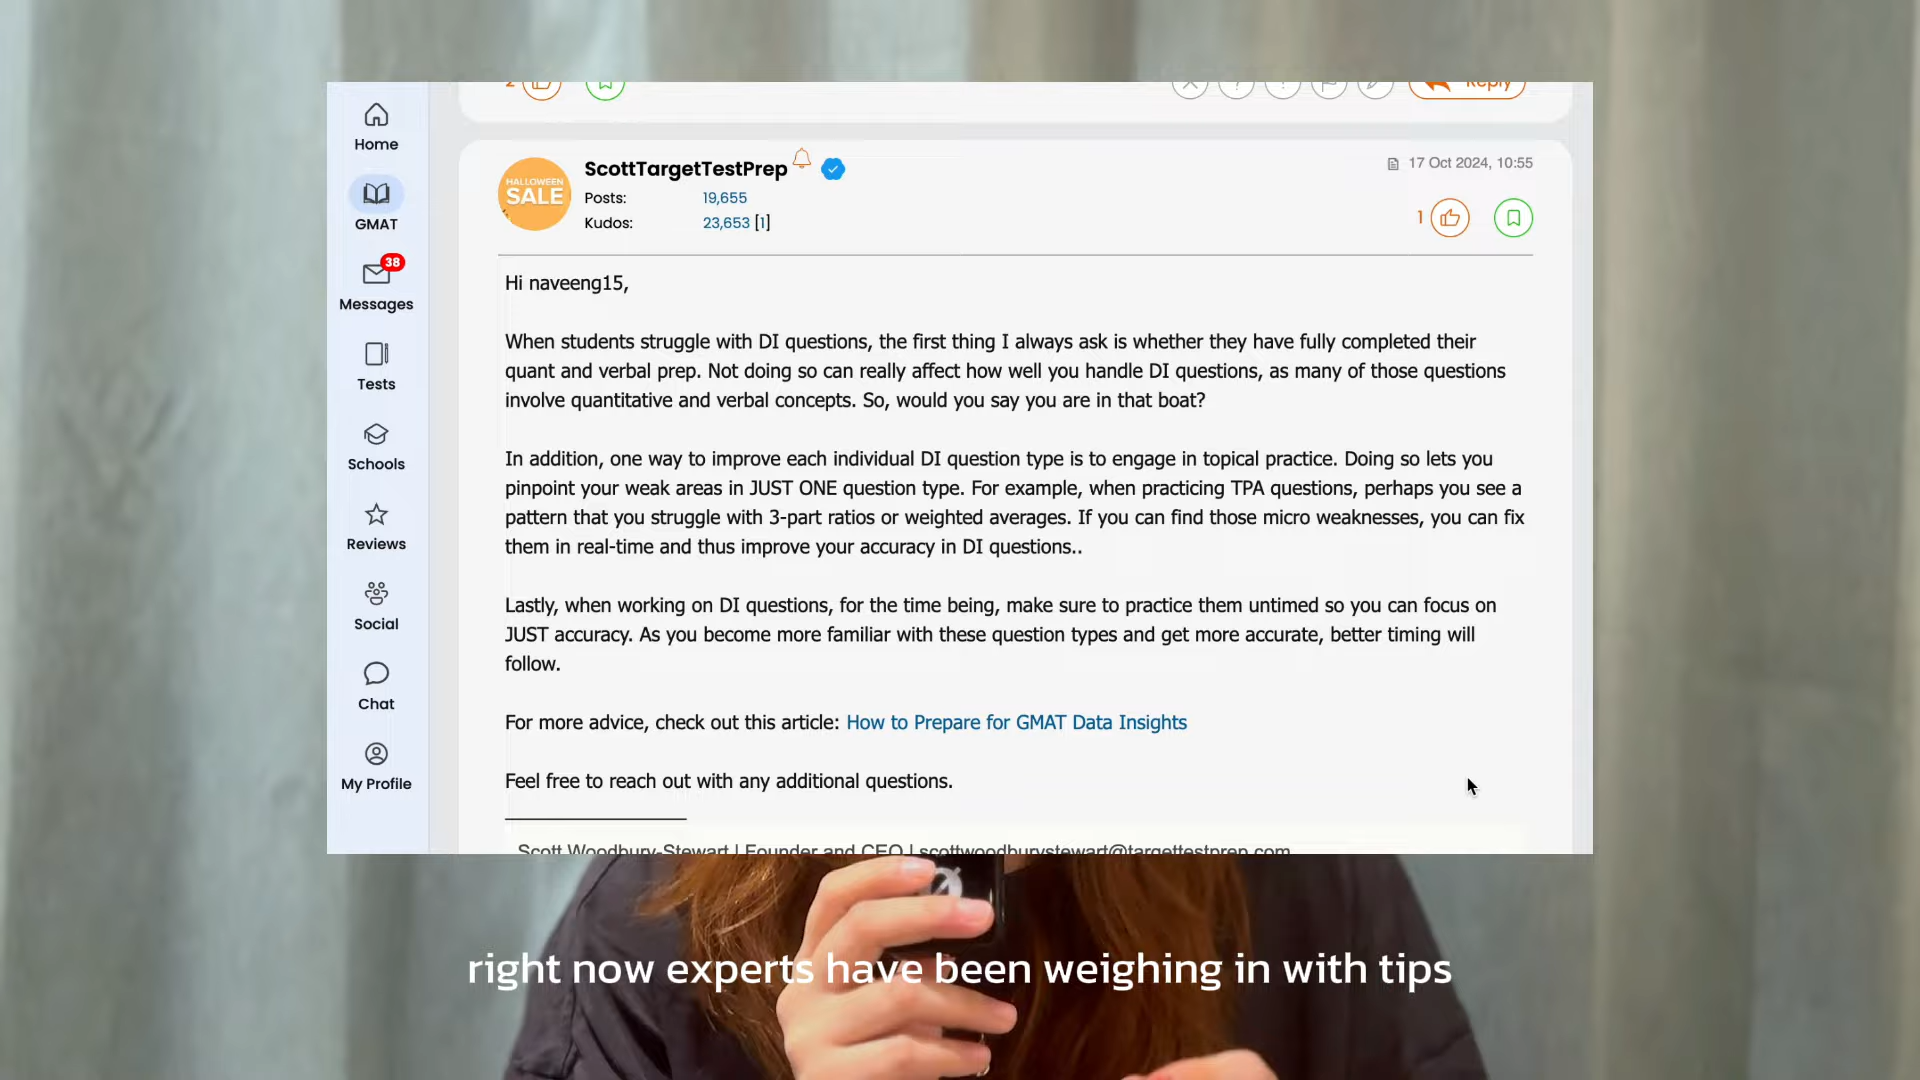 2
Reply
Home
GMAT
38
Messages
Tests
Schools
Reviews
Social
Chat
My Profile
HALLOWEEN
SALE
ScottTargetTestPrep
Posts: 19,655
Kudos: 23,653 [1]
17 Oct 2024, 10:55
1
Hi naveeng15,
When students struggle with DI questions, the first thing I always ask is whether they have fully completed their
quant and verbal prep. Not doing so can really affect how well you handle DI questions, as many of those questions
involve quantitative and verbal concepts. So, would you say you are in that boat?
In addition, one way to improve each individual DI question type is to engage in topical practice. Doing so lets you
pinpoint your weak areas in JUST ONE question type. For example, when practicing TPA questions, perhaps you see a
pattern that you struggle with 3-part ratios or weighted averages. If you can find those micro weaknesses, you can fix
them in real-time and thus improve your accuracy in DI questions..
Lastly, when working on DI questions, for the time being, make sure to practice them untimed so you can focus on
JUST accuracy. As you become more familiar with these question types and get more accurate, better timing will
follow.
For more advice, check out this article: How to Prepare for GMAT Data Insights
Feel free to reach out with any additional questions.
Scott Woodbury-Stewart | Founder and CEO | scottwoodburystewart@targettestprep.com
right now experts have been weighing in with tips